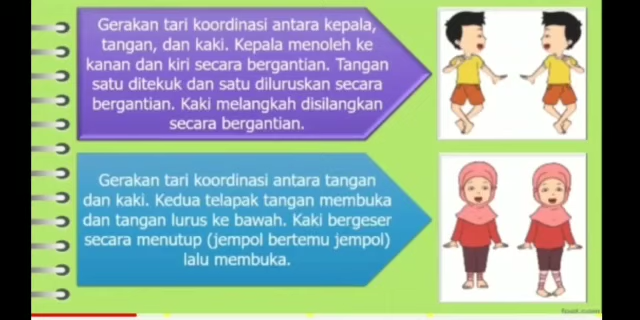 Gerakan tari koordinasi antara kepala,
tangan, dan kaki. Kepala menoleh ke
kanan dan kiri secara bergantian. Tangan
satu ditekuk dan satu diluruskan secara
bergantian. Kaki melangkah disilangkan
secara bergantian.
Gerakan tari koordinasi antara tangan
dan kaki. Kedua telapak tangan membuka
dan tangan lurus ke bawah. Kaki bergeser
secara menutup (jempol bertemu jempol)
lalu membuka.